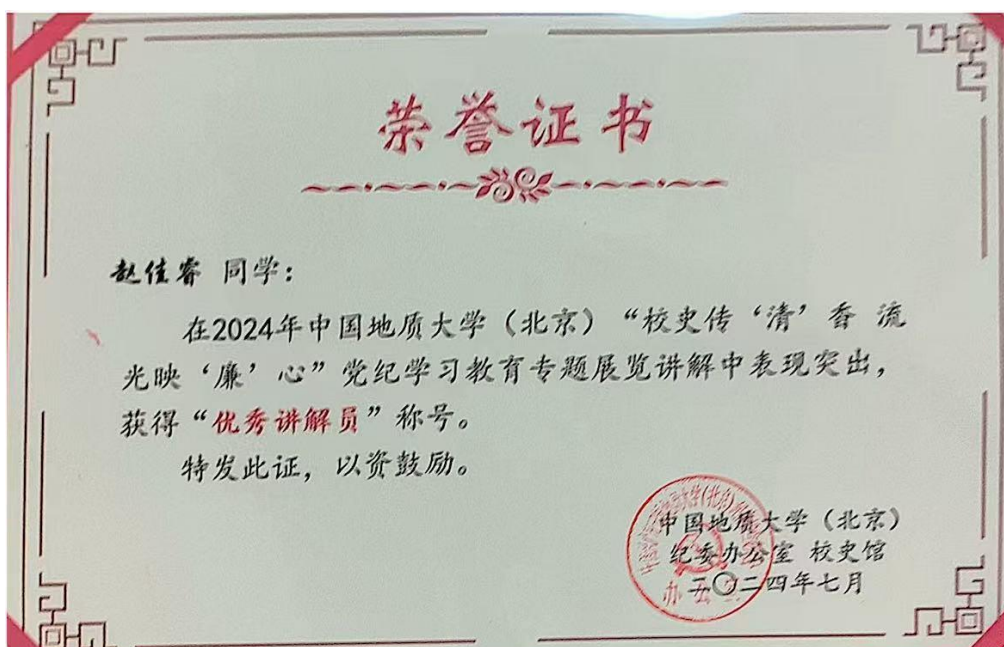 荣誉证书
赵佳睿 同学：
在2024年中国地质大学（北京）“校史传‘清’香 流
光映‘廉’心”党纪学习教育专题展览讲解中表现突出，
获得“优秀讲解员”称号。
特发此证，以资鼓励。
中国地质大学（北京）
纪委办公室 校史馆
二〇二四年七月